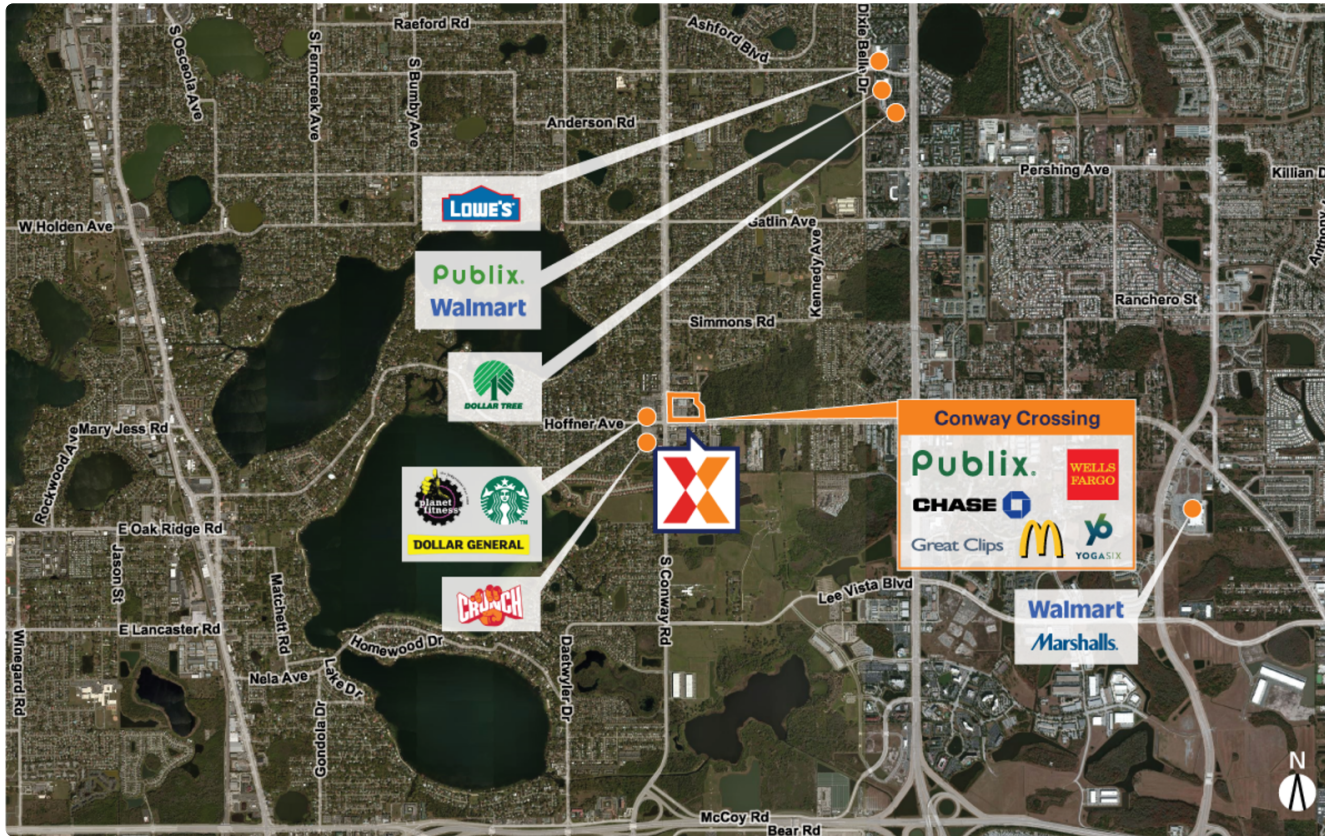 Raeford Rd
Ashford Blvd
Dixie Belle Dr
S Osceola Ave
S Ferncreek Ave
S Bumby Ave
Anderson Rd
Pershing Ave
Killian D
W Holden Ave
LOWE'S
Gatlin Ave
Kennedy Ave
Anthony A
Publix.
Walmart
Ranchero St
Simmons Rd
DOLLAR TREE
Hoffner Ave
Mary Jess Rd
Rockwood Ave
Conway Crossing
Publix.
WELLS
FARGO
CHASE
Great Clips
M
Y6
YOGASIX
planet
fitness
DOLLAR GENERAL
E Oak Ridge Rd
Jason St
Matchett Rd
S Conway Rd
Lee Vista Blvd
CRUNCH
Walmart
Marshalls.
E Lancaster Rd
Winegard Rd
Homewood Dr
Daetwyler Dr
Nela Ave
Lake Dr
Gondola Dr
N
McCoy Rd
Bear Rd